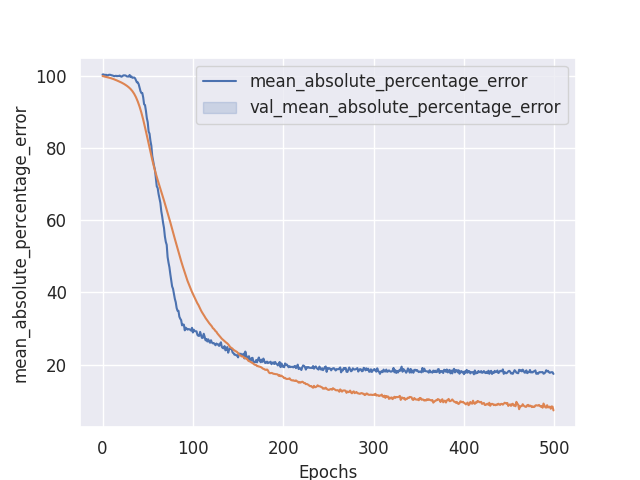 mean_absolute_percentage_error
val_mean_absolute_percentage_error
mean_absolute_percentage_error
100
80
60
40
20
0 100 200 300 400 500
Epochs